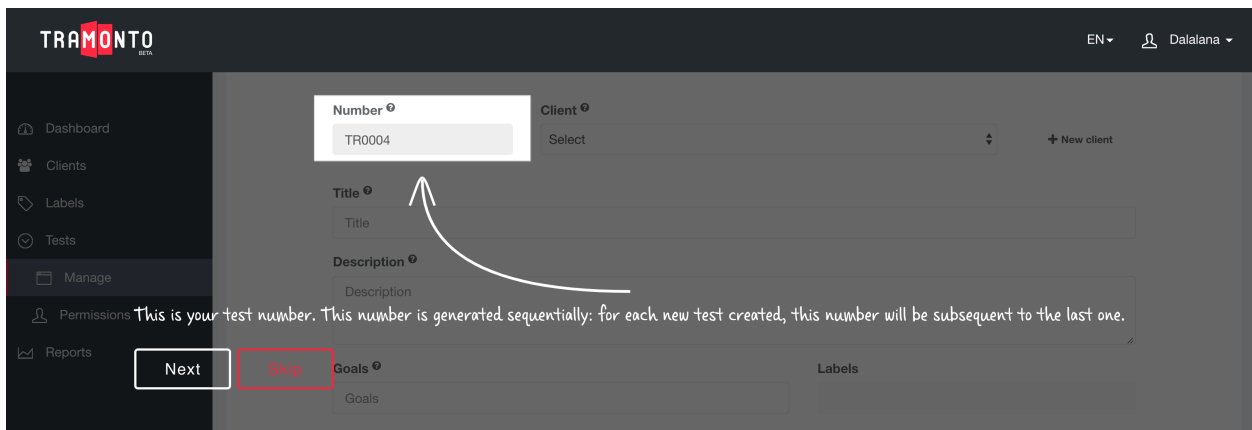 TRAMONTO
BETA
EN
Dalalana
Dashboard
Clients
Labels
Tests
Manage
Permissions
Reports
Number
Client
TR0004
Select
+ New client
Title
Title
Description
Description
This is your test number. This number is generated sequentially: for each new test created, this number will be subsequent to the last one.
Next
Skip
Goals
Labels
Goals